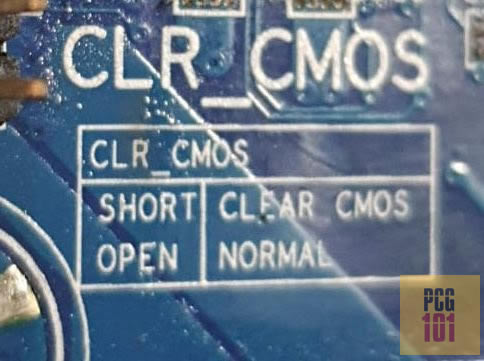 CLR_CMOS
CLR_CMOS
SHORT CLEAR CMOS
OPEN NORMAL
PCG
101